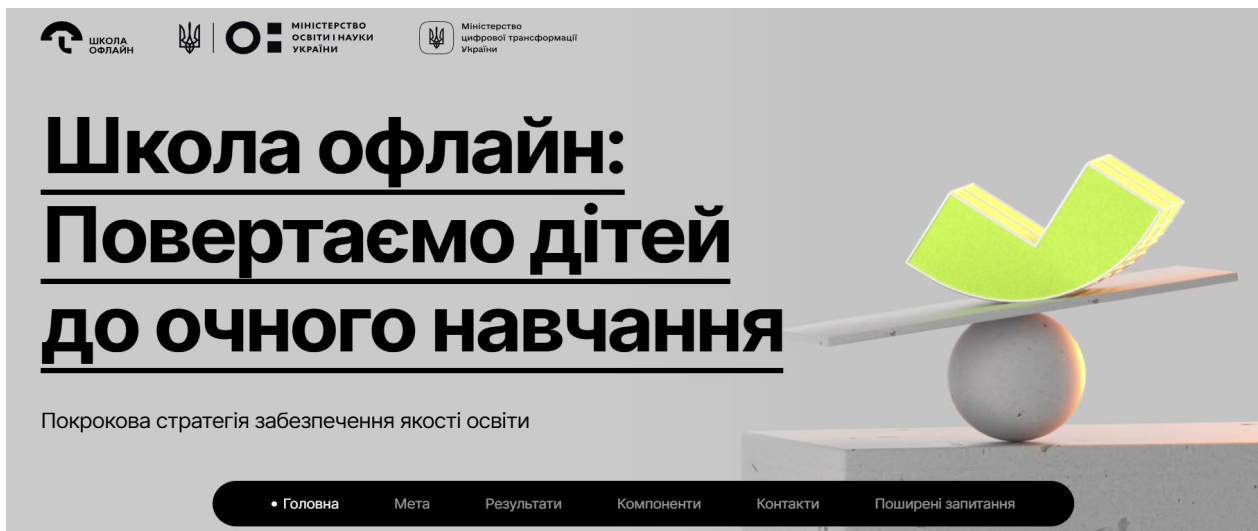 ШКОЛА
ОФЛАЙН
МІНІСТЕРСТВО
ОСВІТИ І НАУКИ
УКРАЇНИ
Міністерство
цифрової трансформації
України
Школа офлайн:
Повертаємо дітей
до очного навчання
Покрокова стратегія забезпечення якості освіти
• Головна Мета Результати Компоненти Контакти Поширені запитання